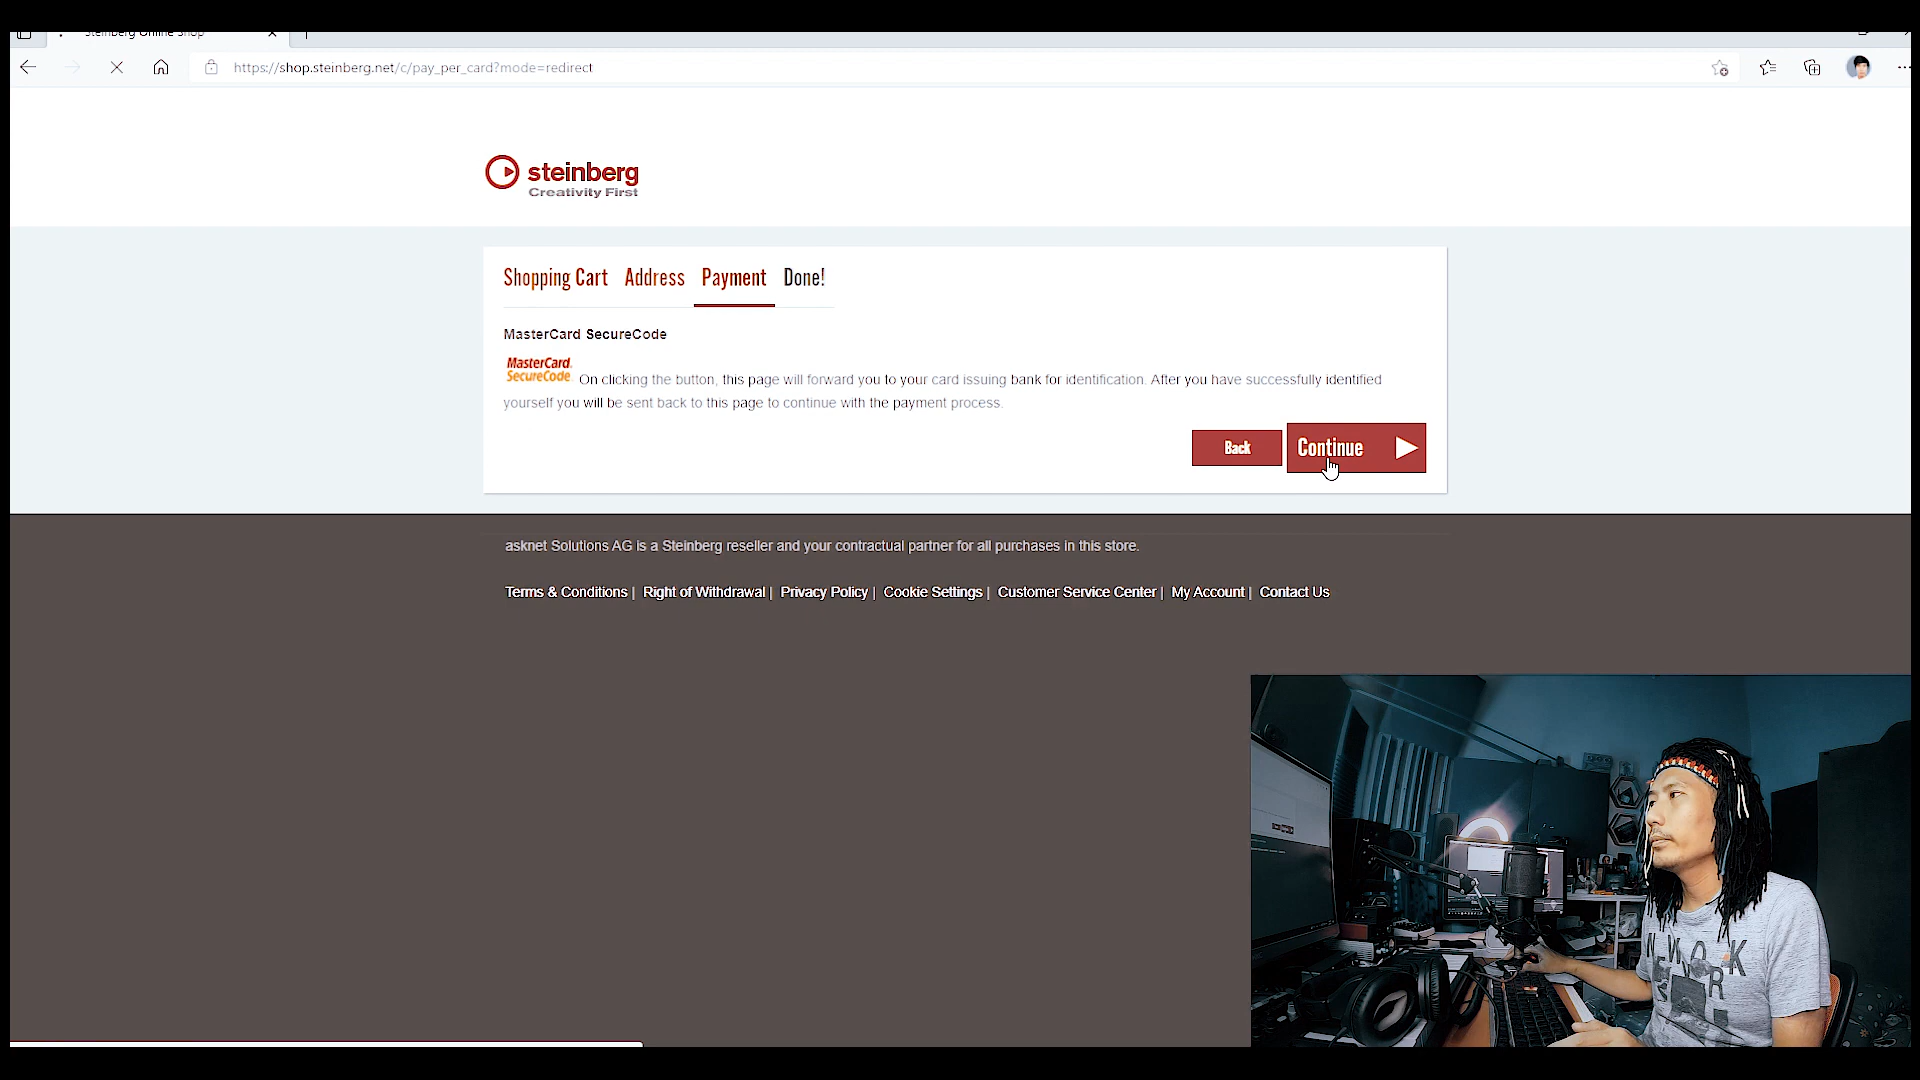 Steinberg Online Shop
https://shop.steinberg.net/c/pay_per_card?mode=redirect
steinberg
Creativity First
Shopping Cart Address Payment Done!
MasterCard SecureCode
MasterCard.
SecureCode. On clicking the button, this page will forward you to your card issuing bank for identification. After you have successfully identified
yourself you will be sent back to this page to continue with the payment process.
Back Continue
asknet Solutions AG is a Steinberg reseller and your contractual partner for all purchases in this store.
Terms & Conditions | Right of Withdrawal | Privacy Policy | Cookie Settings | Customer Service Center | My Account | Contact Us